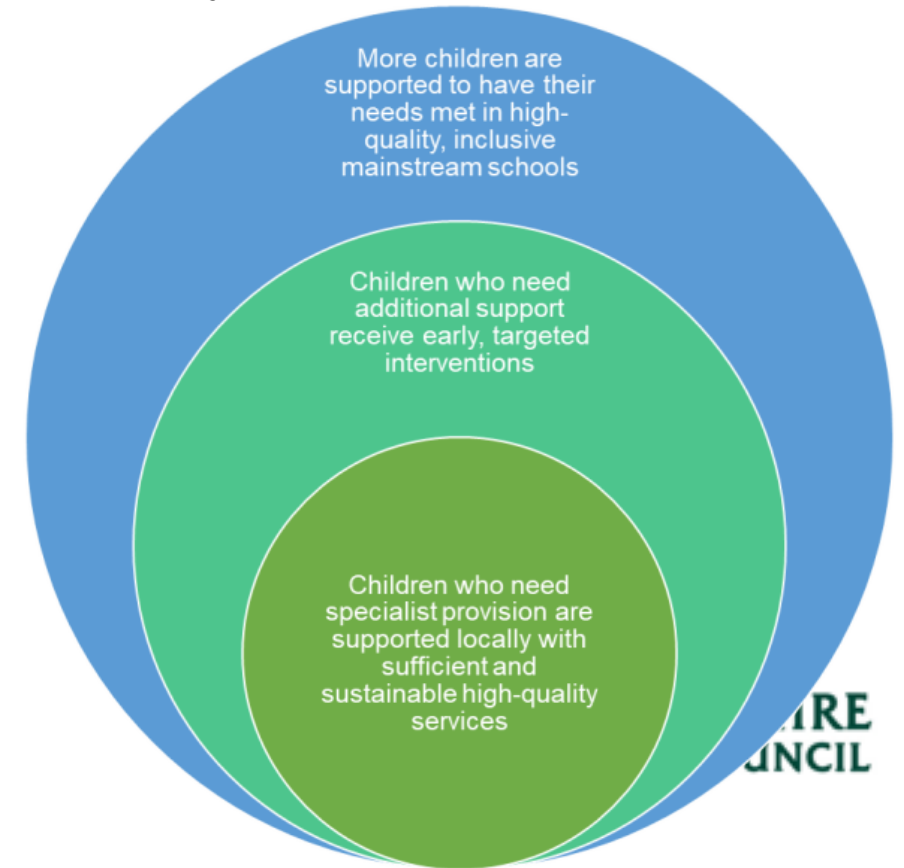 More children are
supported to have their
needs met in high-
quality, inclusive
mainstream schools
Children who need
additional support
receive early, targeted
interventions
Children who need
specialist provision are
supported locally with
sufficient and
sustainable high-quality
services
IRE
UNCIL